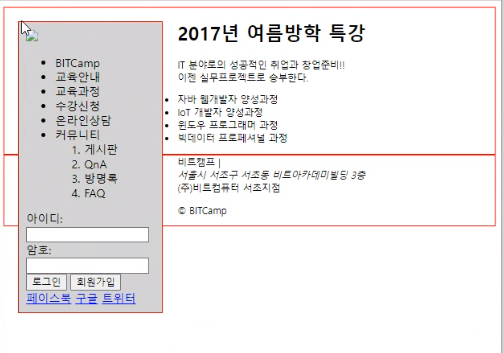 BITCamp
교육안내
교육과정
수강신청
온라인상담
커뮤니티
1. 게시판
2. QnA
3. 방명록
4. FAQ
아이디:
암호:
로그인 회원가입
페이스북 구글 트위터
2017년 여름방학 특강
IT 분야로의 성공적인 취업과 창업준비!!
이젠 실무프로젝트로 승부한다.
자바 웹개발자 양성과정
IoT 개발자 양성과정
윈도우 프로그래머 과정
빅데이터 프로페셔널 과정
비트캠프 |
서울시 서초구 서초동 비트아카데미빌딩 3층
(주)비트컴퓨터 서초지점
© BITCamp